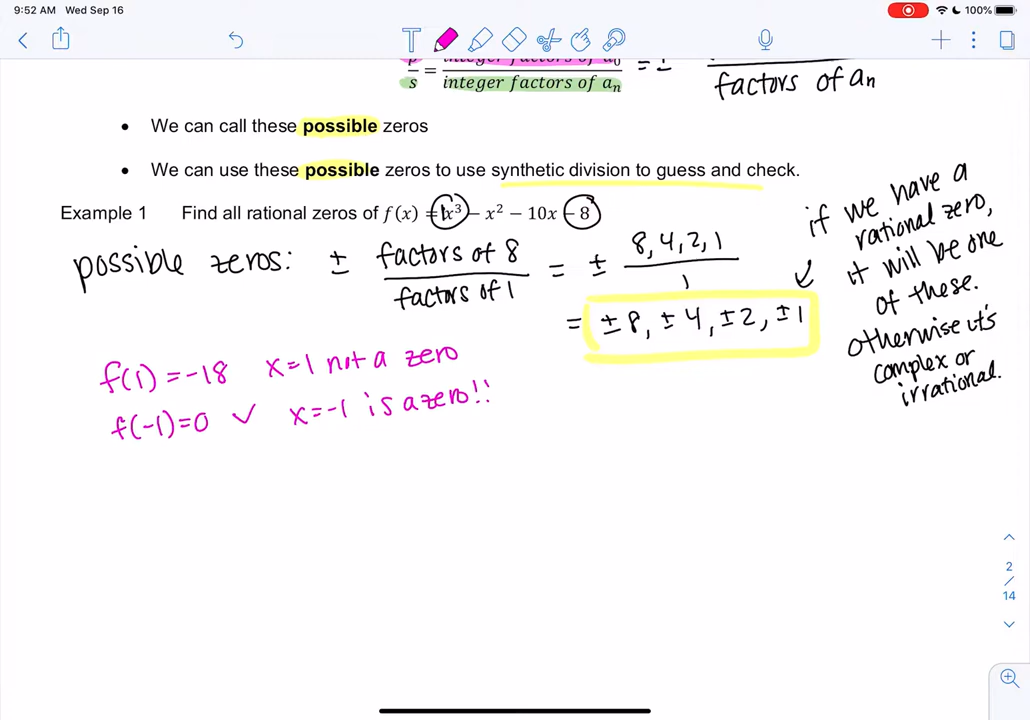 9:52 AM Wed Sep 16
100%
p/s = integer factors of a₀ / integer factors of aₙ = ±
factors of aₙ
• We can call these possible zeros
• We can use these possible zeros to use synthetic division to guess and check.
Example 1 Find all rational zeros of f(x) = 1x³ − x² − 10x − 8
possible zeros: ± factors of 8 / factors of 1 = ± 8, 4, 2, 1 / 1
= ±8, ±4, ±2, ±1
if we have a
rational zero,
it will be one
of these.
otherwise it's
complex or
irrational.
f(1) = -18 x=1 not a zero
f(-1)=0 ✓ x=-1 is a zero!!
2
/
14